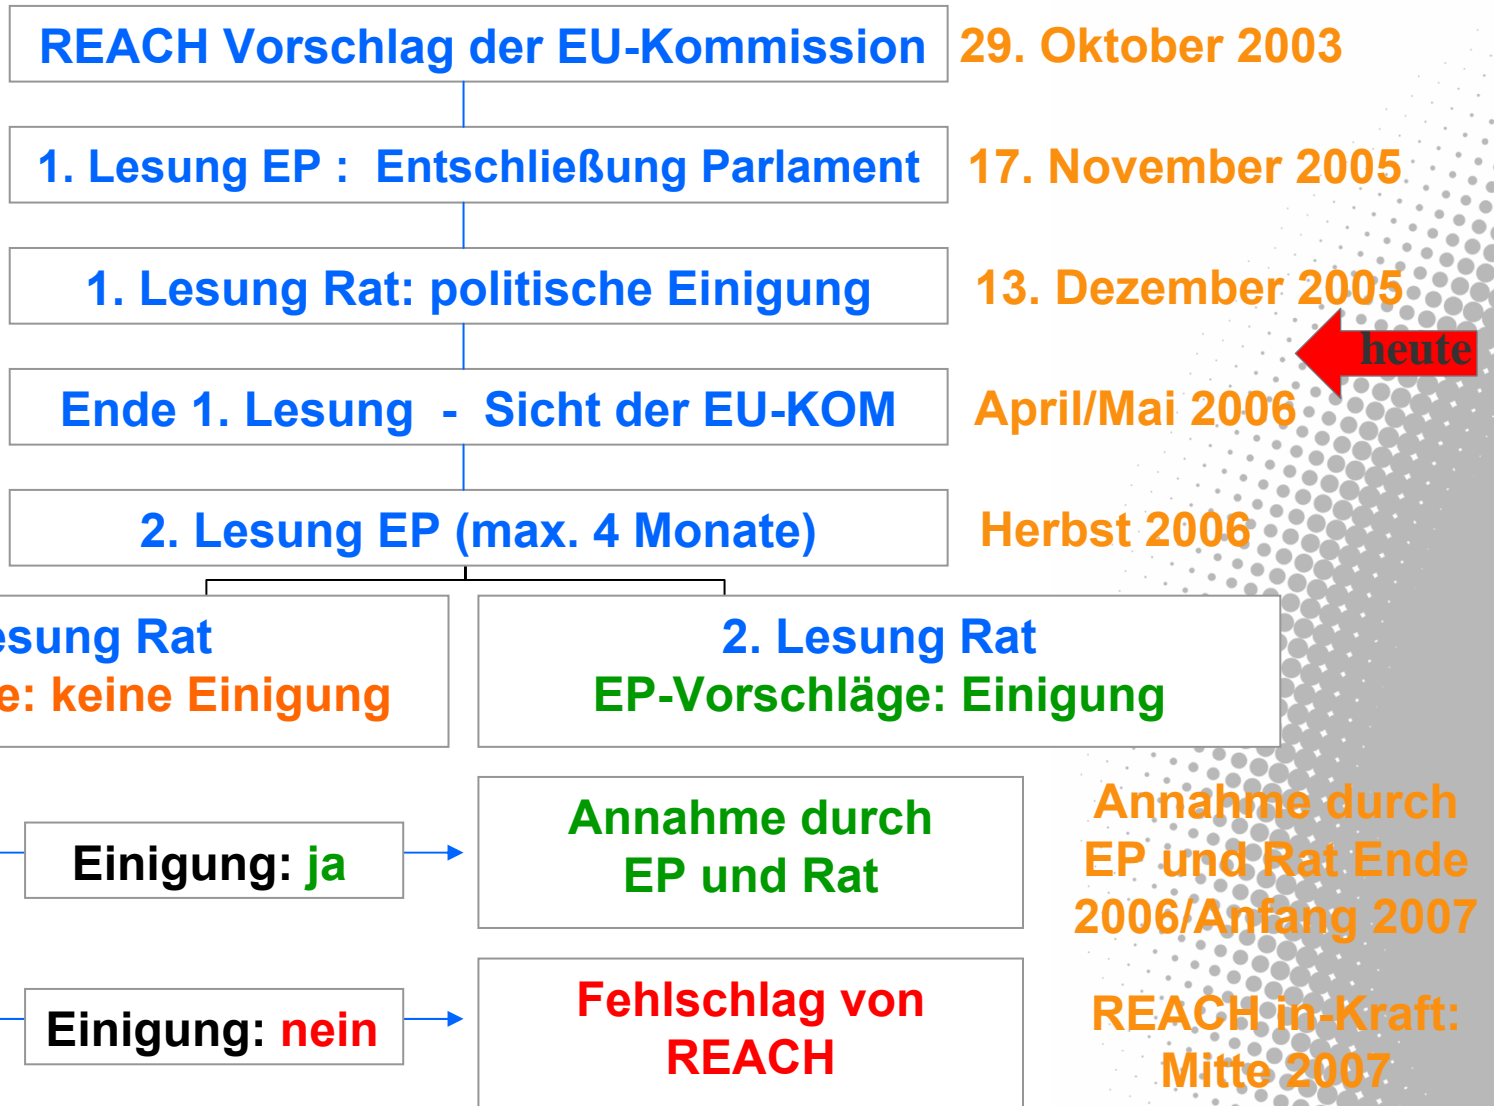 REACH Vorschlag der EU-Kommission 29. Oktober 2003
1. Lesung EP : Entschließung Parlament 17. November 2005
1. Lesung Rat: politische Einigung 13. Dezember 2005
heute
Ende 1. Lesung - Sicht der EU-KOM April/Mai 2006
2. Lesung EP (max. 4 Monate) Herbst 2006
Rat
keine Einigung
2. Lesung Rat
EP-Vorschläge: Einigung
Einigung: ja
Annahme durch
EP und Rat
Annahme durch
EP und Rat Ende
2006/Anfang 2007
Einigung: nein
Fehlschlag von
REACH
REACH in-Kraft:
Mitte 2007